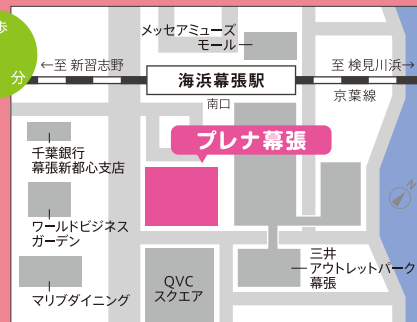 歩
分
メッセアミューズ
モール
←至 新習志野
海浜幕張駅
至 検見川浜→
京葉線
南口
プレナ幕張
千葉銀行
幕張新都心支店
ワールドビジネス
ガーデン
マリブダイニング
QVC
スクエア
三井
アウトレットパーク
幕張
N